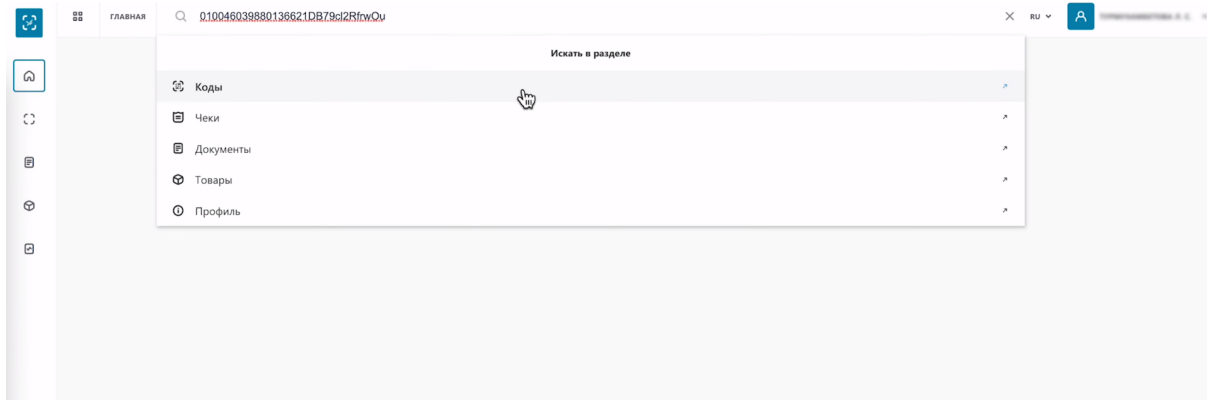 ГЛАВНАЯ
010046039880136621DB79cl2RfrwOu
RU
Искать в разделе
Коды
Чеки
Документы
Товары
Профиль